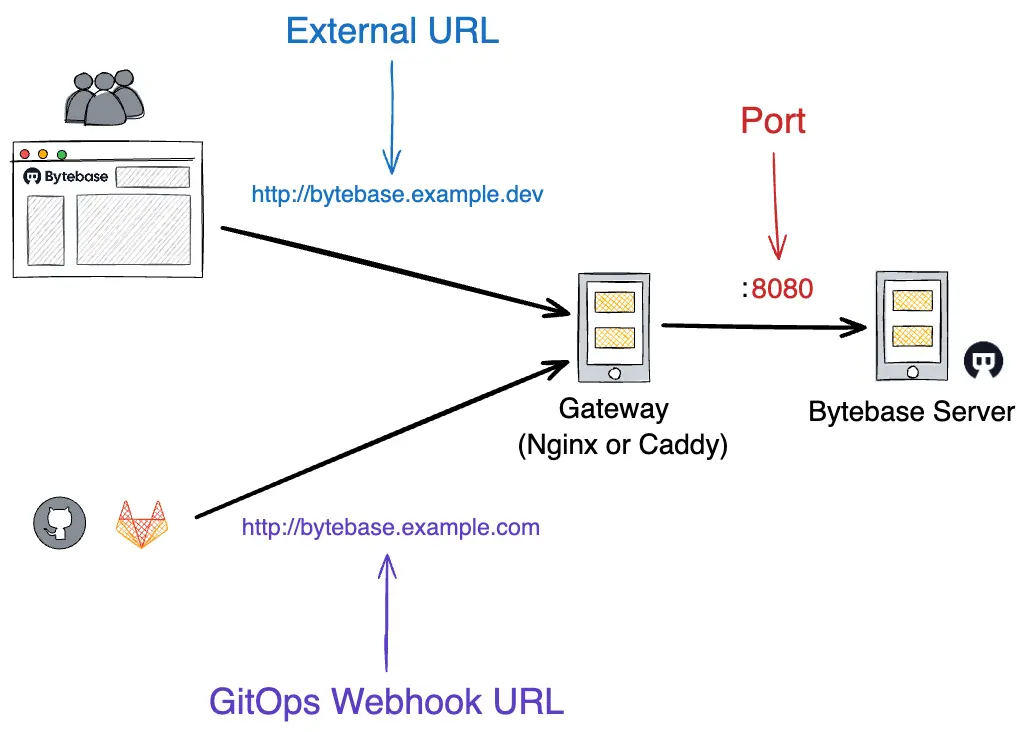 External URL
Port
Bytebase
http://bytebase.example.dev
:8080
Gateway
(Nginx or Caddy)
Bytebase Server
http://bytebase.example.com
GitOps Webhook URL